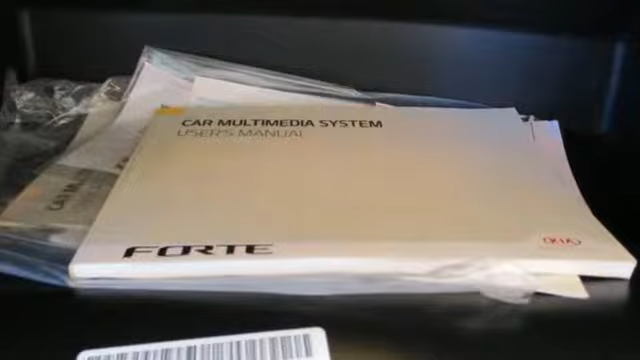 CAR MULTIMEDIA SYSTEM
USER'S MANUAL
FORTE
KIA